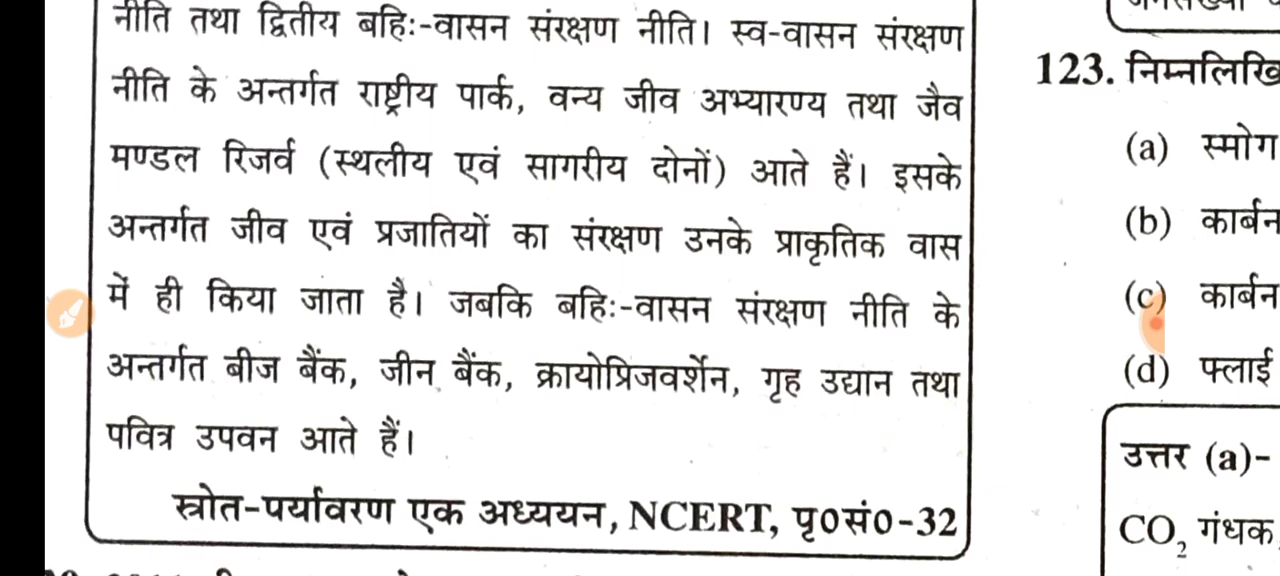 नीति तथा द्वितीय बहिः-वासन संरक्षण नीति। स्व-वासन संरक्षण
नीति के अन्तर्गत राष्ट्रीय पार्क, वन्य जीव अभ्यारण्य तथा जैव
मण्डल रिजर्व (स्थलीय एवं सागरीय दोनों) आते हैं। इसके
अन्तर्गत जीव एवं प्रजातियों का संरक्षण उनके प्राकृतिक वास
में ही किया जाता है। जबकि बहिः-वासन संरक्षण नीति के
अन्तर्गत बीज बैंक, जीन बैंक, क्रायोप्रिजवर्शेन, गृह उद्यान तथा
पवित्र उपवन आते हैं।
स्त्रोत-पर्यावरण एक अध्ययन, NCERT, पृ०सं०-32
123. निम्नलिखि
(a) स्मोग
(b) कार्बन
(c) कार्बन
(d) फ्लाई
उत्तर (a)-
CO₂ गंधक